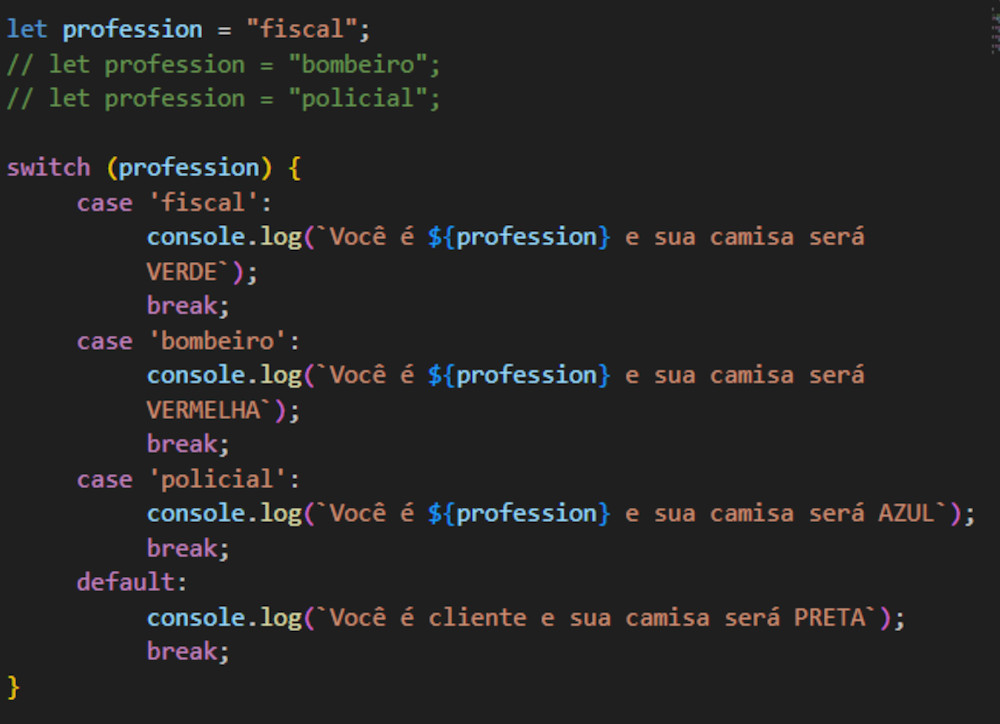 let profession = "fiscal";
// let profession = "bombeiro";
// let profession = "policial";
switch (profession) {
case 'fiscal':
console.log(`Você é ${profession} e sua camisa será
VERDE`);
break;
case 'bombeiro':
console.log(`Você é ${profession} e sua camisa será
VERMELHA`);
break;
case 'policial':
console.log(`Você é ${profession} e sua camisa será AZUL`);
break;
default:
console.log(`Você é cliente e sua camisa será PRETA`);
break;
}